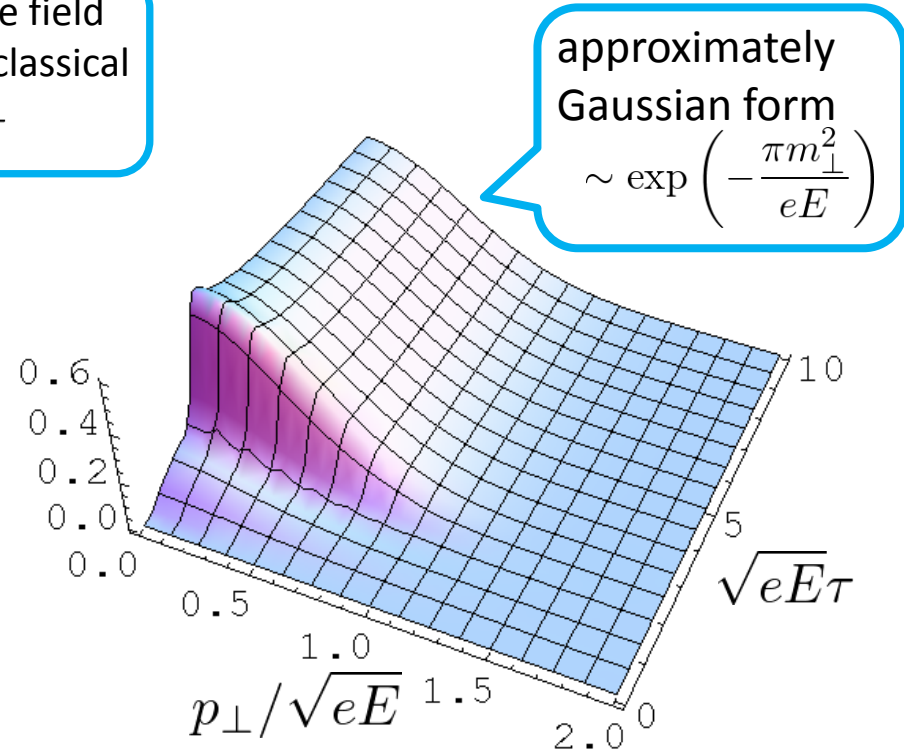 e field
classical
approximately
Gaussian form
∼ exp ( − πm⊥² / eE )
0.6
0.4
0.2
0.0
0.0
0.5
1.0
1.5
2.0
p⊥/√eE
0
5
10
√eEτ